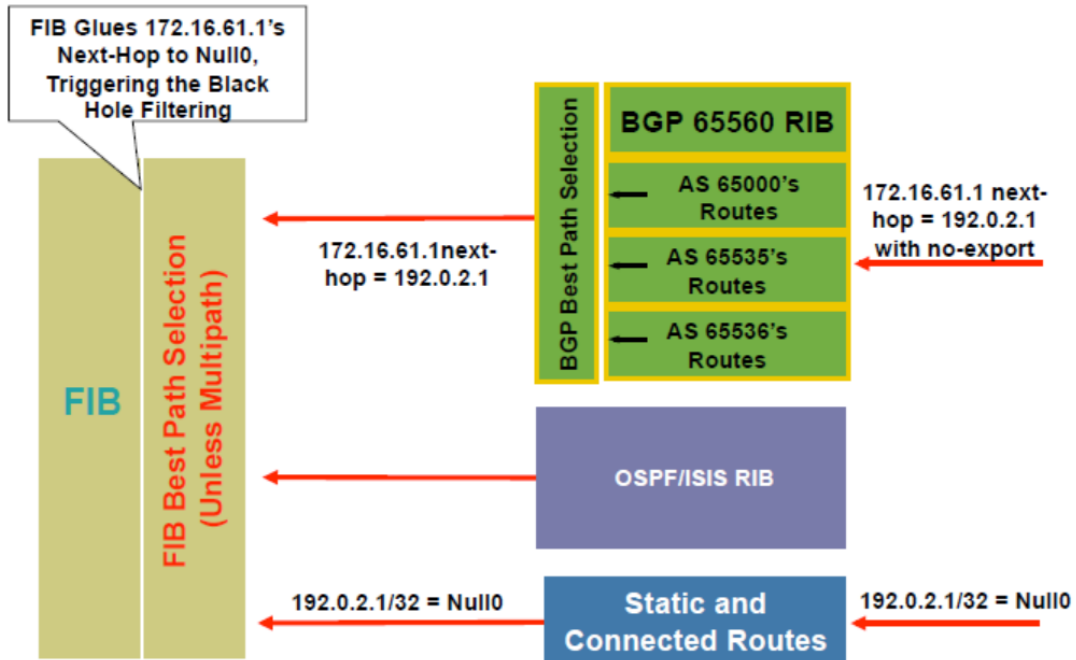 FIB Glues 172.16.61.1's
Next-Hop to Null0,
Triggering the Black
Hole Filtering
FIB
FIB Best Path Selection
(Unless Multipath)
172.16.61.1next-
hop = 192.0.2.1
BGP Best Path Selection
BGP 65560 RIB
AS 65000's
Routes
AS 65535's
Routes
AS 65536's
Routes
172.16.61.1 next-
hop = 192.0.2.1
with no-export
OSPF/ISIS RIB
192.0.2.1/32 = Null0
Static and
Connected Routes
192.0.2.1/32 = Null0